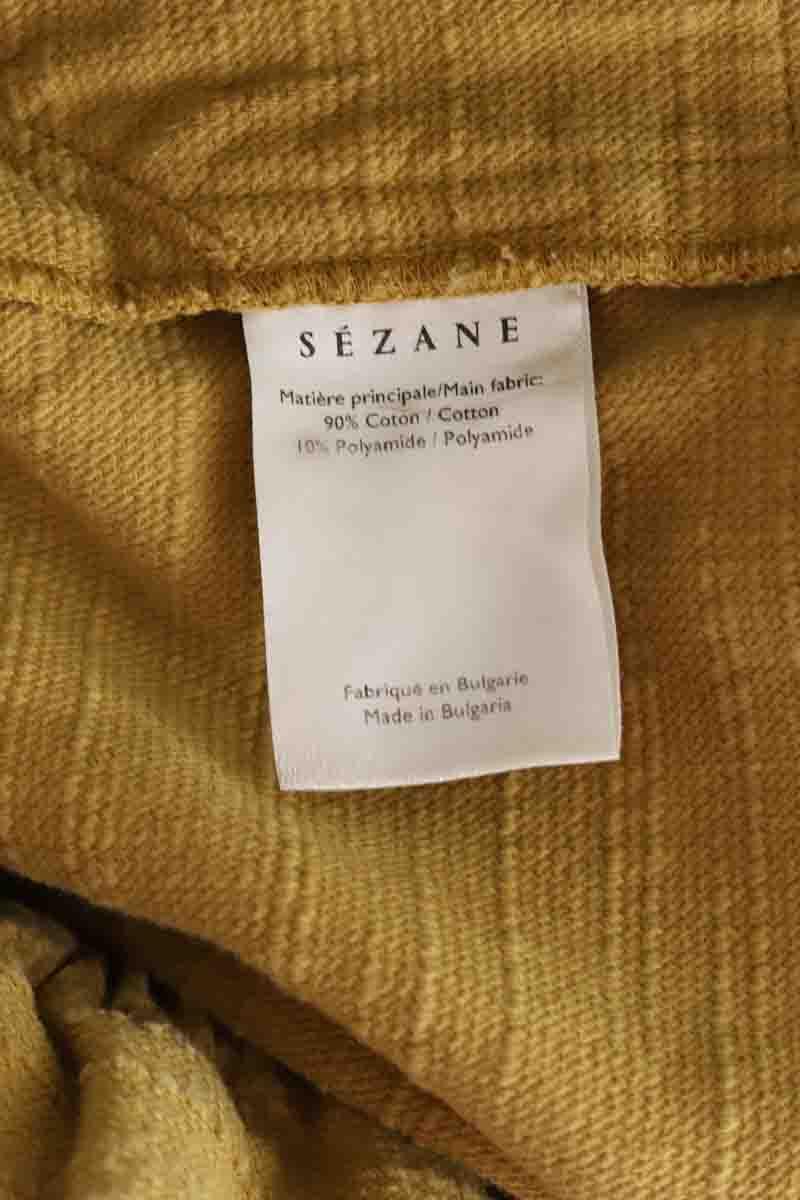 SÉZANE
Matière principale/Main fabric:
90% Coton / Cotton
10% Polyamide / Polyamide
Fabriqué en Bulgarie
Made in Bulgaria